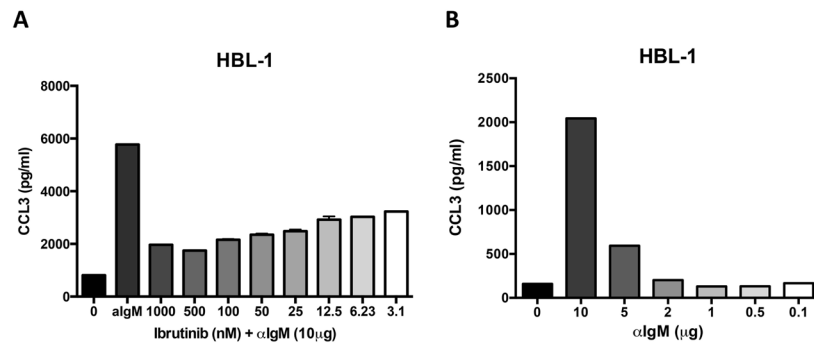 A
HBL-1
CCL3 (pg/ml)
8000
6000
4000
2000
0
0 aIgM 1000 500 100 50 25 12.5 6.23 3.1
Ibrutinib (nM) + αIgM (10μg)
B
HBL-1
CCL3 (pg/ml)
2500
2000
1500
1000
500
0
0 10 5 2 1 0.5 0.1
αIgM (μg)